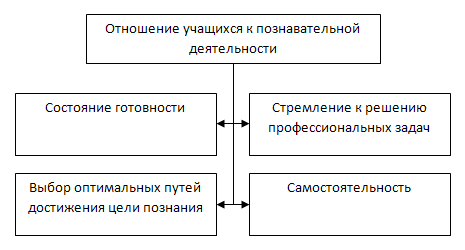 Отношение учащихся к познавательной
деятельности
Состояние готовности
Стремление к решению
профессиональных задач
Выбор оптимальных путей
достижения цели познания
Самостоятельность